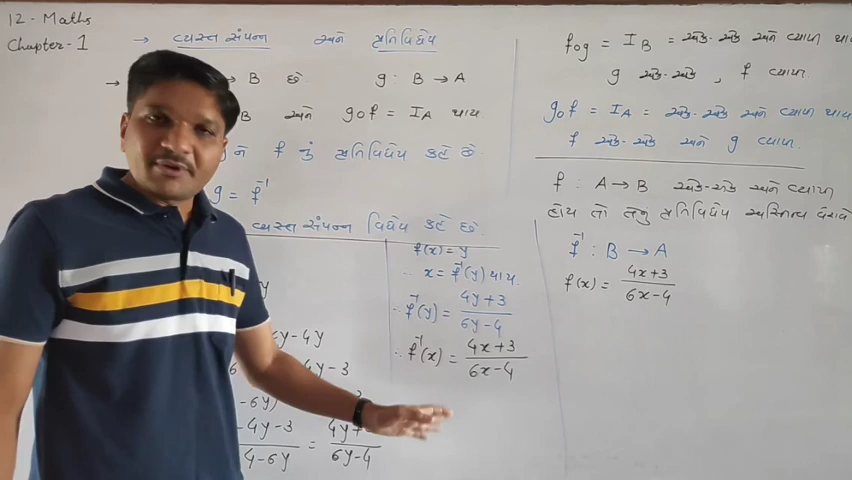 12 - Maths
Chapter - 1
→ વ્યસ્ત સંપન્ન અને પ્રતિવિધેય
→ → B છે g : B → A
B અને gof = I_A થાય
ને f નું પ્રતિવિધેય કહે છે.
g = f⁻¹
વ્યસ્ત સંપન્ન વિધેય કહે છે.
y
6y - 4y
4y - 3
- 6y)
-4y-3 / 4-6y = 4y+ / 6y-4
f(x) = y
∴ x = f⁻¹(y) થાય.
∴ f⁻¹(y) = 4y+3 / 6y-4
∴ f⁻¹(x) = 4x+3 / 6x-4
fog = I_B = એક-એક અને વ્યાપ્ત
g એક-એક , f વ્યાપ્ત.
gof = I_A = એક-એક અને વ્યાપ્ત
f એક-એક અને g વ્યાપ્ત.
f : A → B એક-એક અને વ્યાપ્ત
હોય તો તેનું પ્રતિવિધેય અસ્તિત્વ
f⁻¹ : B → A
f(x) = 4x+3 / 6x-4